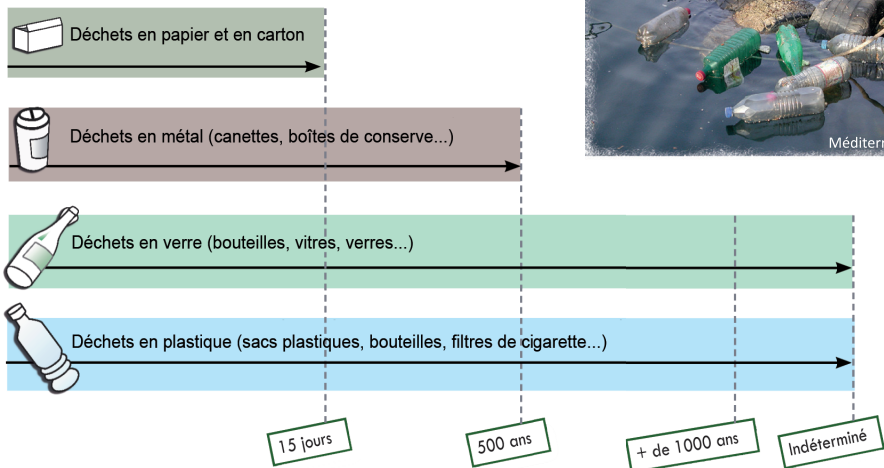 Déchets en papier et en carton
Déchets en métal (canettes, boîtes de conserve...)
Méditerr
Déchets en verre (bouteilles, vitres, verres...)
Déchets en plastique (sacs plastiques, bouteilles, filtres de cigarette...)
15 jours
500 ans
+ de 1000 ans
Indéterminé